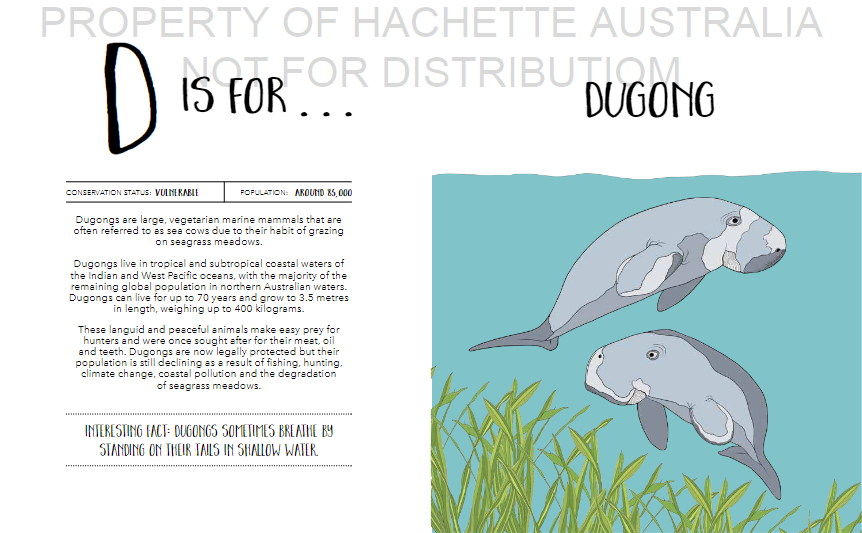 PROPERTY OF HACHETTE AUSTRALIA
NOT FOR DISTRIBUTIOM
D IS FOR . . .
CONSERVATION STATUS: VULNERABLE
POPULATION: AROUND 85,000
Dugongs are large, vegetarian marine mammals that are
often referred to as sea cows due to their habit of grazing
on seagrass meadows.
Dugongs live in tropical and subtropical coastal waters of
the Indian and West Pacific oceans, with the majority of the
remaining global population in northern Australian waters.
Dugongs can live for up to 70 years and grow to 3.5 metres
in length, weighing up to 400 kilograms.
These languid and peaceful animals make easy prey for
hunters and were once sought after for their meat, oil
and teeth. Dugongs are now legally protected but their
population is still declining as a result of fishing, hunting,
climate change, coastal pollution and the degradation
of seagrass meadows.
INTERESTING FACT: DUGONGS SOMETIMES BREATHE BY
STANDING ON THEIR TAILS IN SHALLOW WATER.
DUGONG